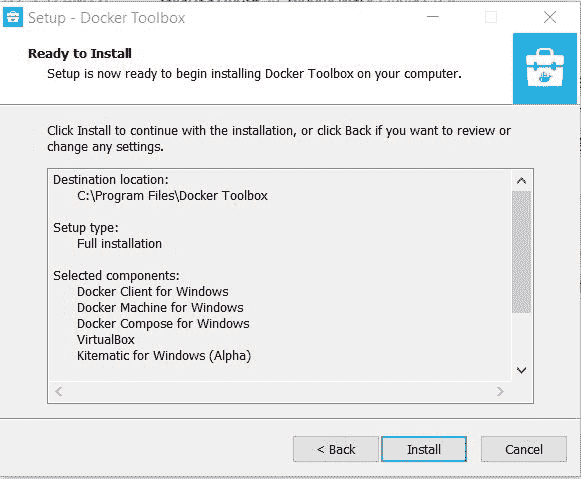 Setup - Docker Toolbox
Ready to Install
Setup is now ready to begin installing Docker Toolbox on your computer.
Click Install to continue with the installation, or click Back if you want to review or
change any settings.
Destination location:
C:\Program Files\Docker Toolbox
Setup type:
Full installation
Selected components:
Docker Client for Windows
Docker Machine for Windows
Docker Compose for Windows
VirtualBox
Kitematic for Windows (Alpha)
< Back
Install
Cancel